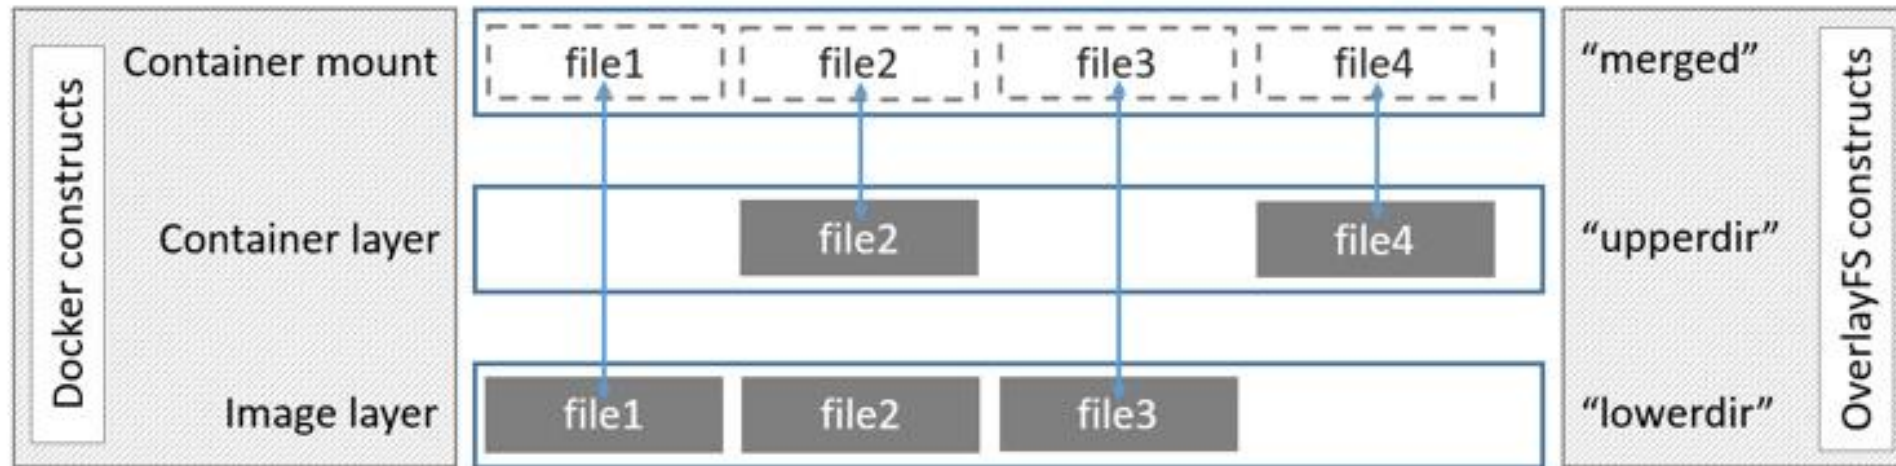 Docker constructs
Container mount
file1 file2 file3 file4
“merged”
Container layer
file2 file4
“upperdir”
Image layer
file1 file2 file3
“lowerdir”
OverlayFS constructs